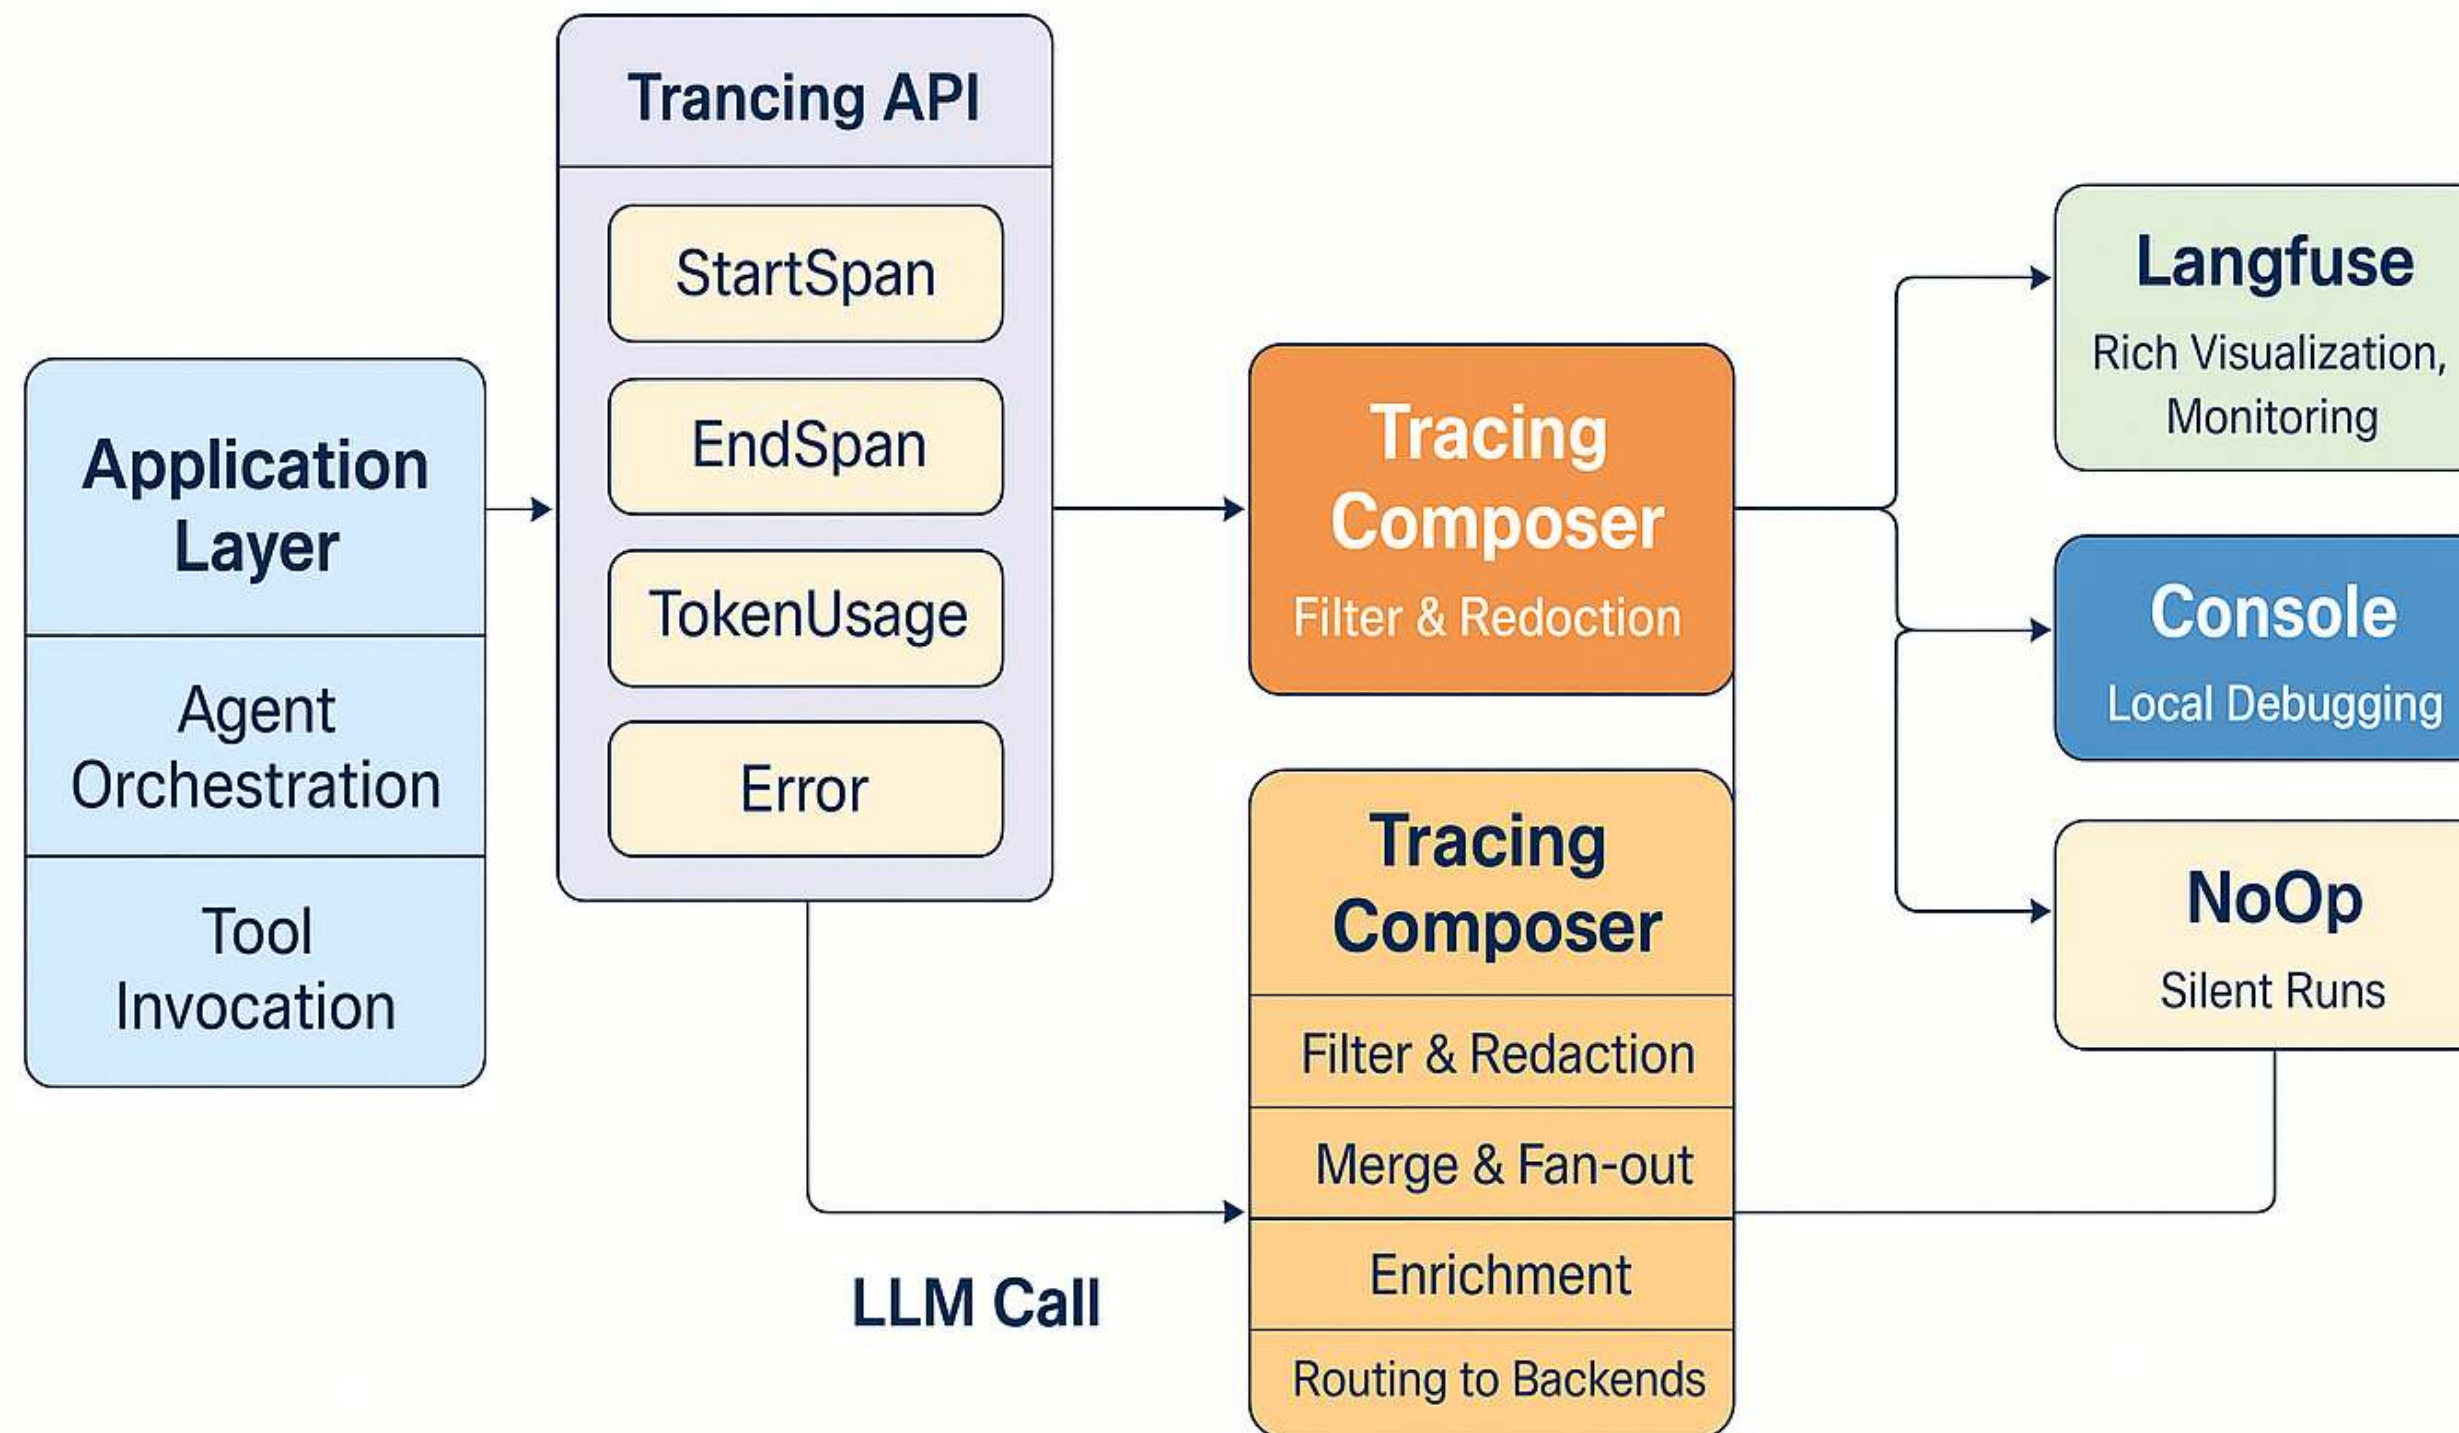 Application
Layer
Agent
Orchestration
Tool
Invocation
Trancing API
StartSpan
EndSpan
TokenUsage
Error
LLM Call
Tracing
Composer
Filter & Redoction
Tracing
Composer
Filter & Redaction
Merge & Fan-out
Enrichment
Routing to Backends
Langfuse
Rich Visualization,
Monitoring
Console
Local Debugging
NoOp
Silent Runs